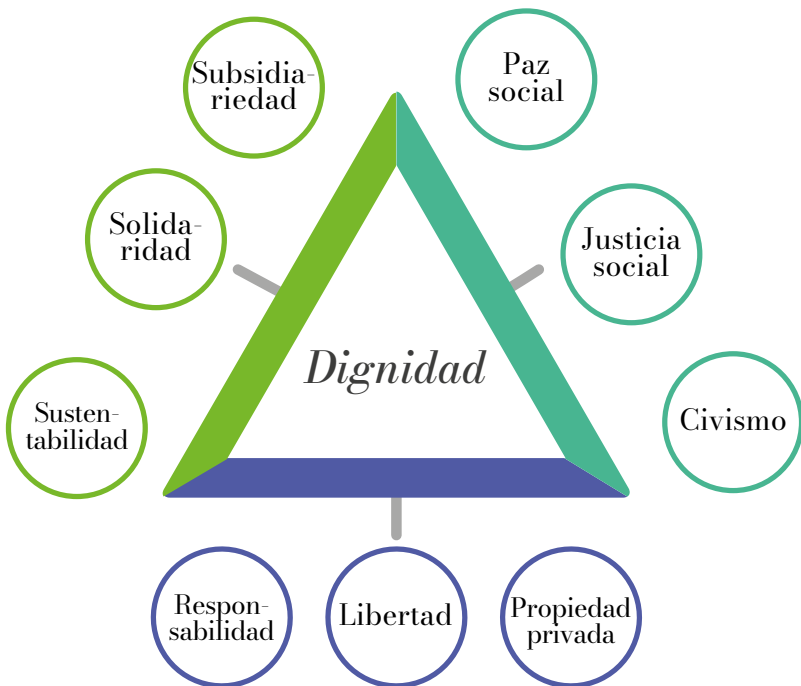 Subsidia-
riedad
Paz
social
Solida-
ridad
Justicia
social
Dignidad
Susten-
tabilidad
Civismo
Respon-
sabilidad
Libertad
Propiedad
privada